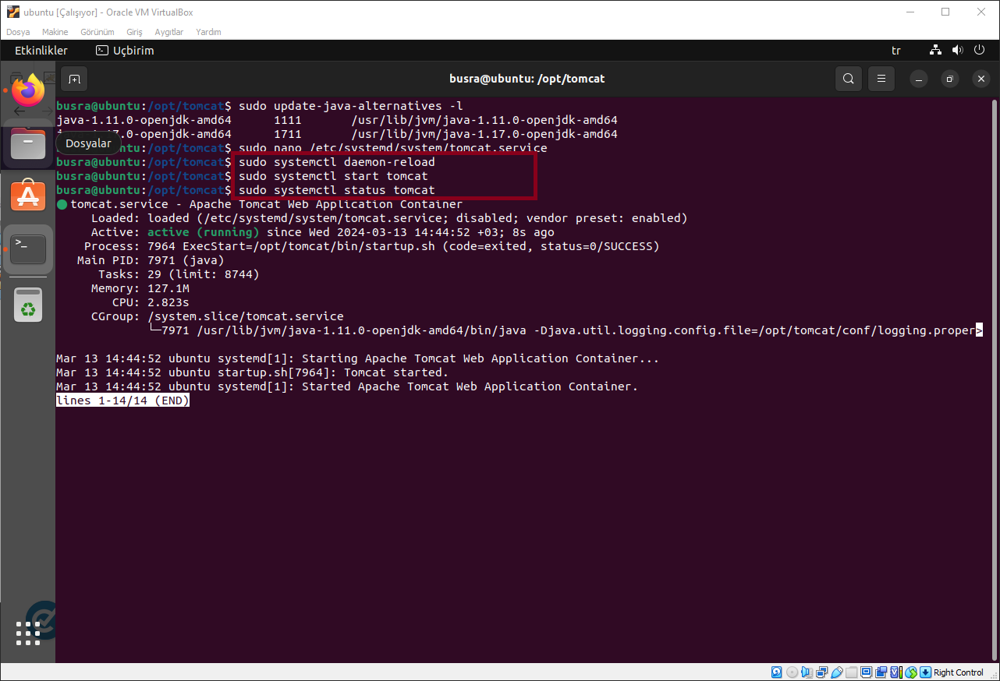 ubuntu [Çalışıyor] - Oracle VM VirtualBox
Dosya Makine Görünüm Giriş Aygıtlar Yardım
Etkinlikler Uçbirim tr
busra@ubuntu: /opt/tomcat
busra@ubuntu:/opt/tomcat$ sudo update-java-alternatives -l
java-1.11.0-openjdk-amd64 1111 /usr/lib/jvm/java-1.11.0-openjdk-amd64
.0-openjdk-amd64 1711 /usr/lib/jvm/java-1.17.0-openjdk-amd64
Dosyalar
:/opt/tomcat$ sudo nano /etc/systemd/system/tomcat.service
busra@ubuntu:/opt/tomcat$ sudo systemctl daemon-reload
busra@ubuntu:/opt/tomcat$ sudo systemctl start tomcat
busra@ubuntu:/opt/tomcat$ sudo systemctl status tomcat
● tomcat.service - Apache Tomcat Web Application Container
Loaded: loaded (/etc/systemd/system/tomcat.service; disabled; vendor preset: enabled)
Active: active (running) since Wed 2024-03-13 14:44:52 +03; 8s ago
Process: 7964 ExecStart=/opt/tomcat/bin/startup.sh (code=exited, status=0/SUCCESS)
Main PID: 7971 (java)
Tasks: 29 (limit: 8744)
Memory: 127.1M
CPU: 2.823s
CGroup: /system.slice/tomcat.service
└─7971 /usr/lib/jvm/java-1.11.0-openjdk-amd64/bin/java -Djava.util.logging.config.file=/opt/tomcat/conf/logging.proper>
Mar 13 14:44:52 ubuntu systemd[1]: Starting Apache Tomcat Web Application Container...
Mar 13 14:44:52 ubuntu startup.sh[7964]: Tomcat started.
Mar 13 14:44:52 ubuntu systemd[1]: Started Apache Tomcat Web Application Container.
lines 1-14/14 (END)
Right Control